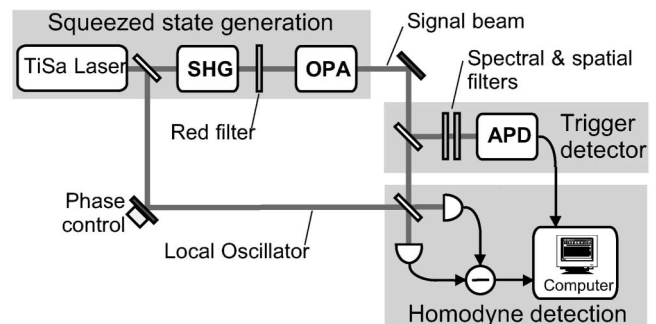 Squeezed state generation
Signal beam
TiSa Laser
SHG
OPA
Spectral & spatial
filters
Red filter
APD
Trigger
detector
Phase
control
Local Oscillator
Computer
Homodyne detection